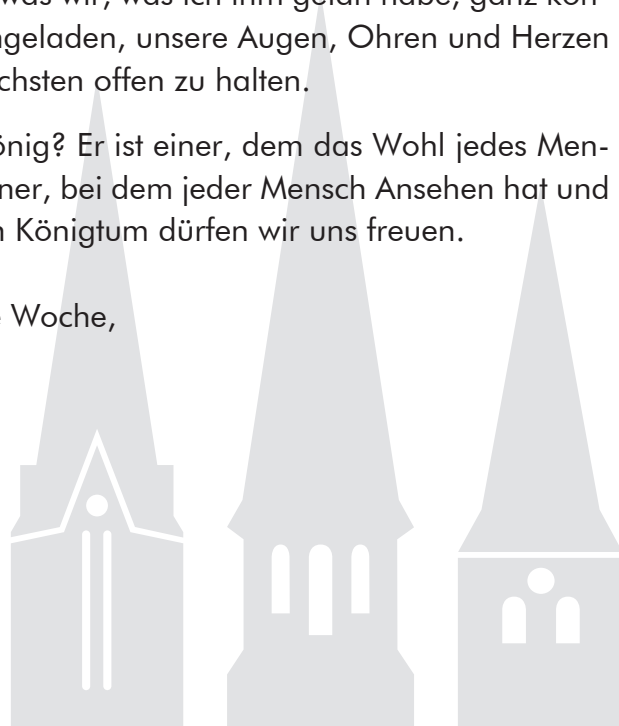 was wir, was ich ihm getan habe, ganz kon-
ngeladen, unsere Augen, Ohren und Herzen
chsten offen zu halten.
önig? Er ist einer, dem das Wohl jedes Men-
ner, bei dem jeder Mensch Ansehen hat und
n Königtum dürfen wir uns freuen.
e Woche,